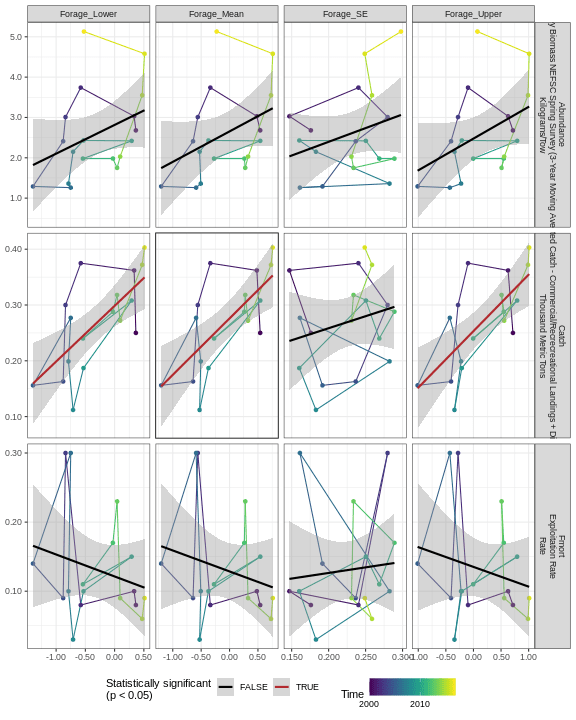 Forage_Lower Forage_Mean Forage_SE Forage_Upper
5.0
4.0
3.0
2.0
1.0
Abundance
y Biomass NEFSC Spring Survey (3-Year Moving Ave
Kilograms/Tow
0.40
0.30
0.20
0.10
Catch
ted Catch - Commercial/Recreational Landings + Di
Thousand Metric Tons
0.30
0.20
0.10
Fmort
Exploitation Rate
Rate
-1.00 -0.50 0.00 0.50 -1.00 -0.50 0.00 0.50 0.150 0.200 0.250 0.300 -1.00 -0.50 0.00 0.50 1.00
Statistically significant
(p < 0.05)
FALSE TRUE
Time
2000 2010